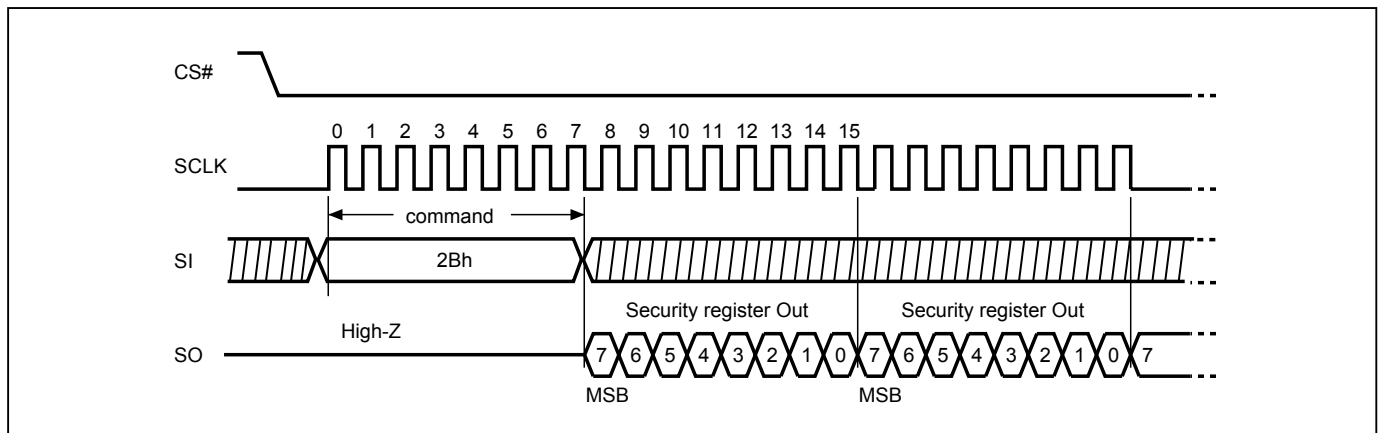 CS#
0 1 2 3 4 5 6 7 8 9 10 11 12 13 14 15
SCLK
command
SI
2Bh
Security register Out Security register Out
High-Z
SO
7 6 5 4 3 2 1 0 7 6 5 4 3 2 1 0 7
MSB MSB